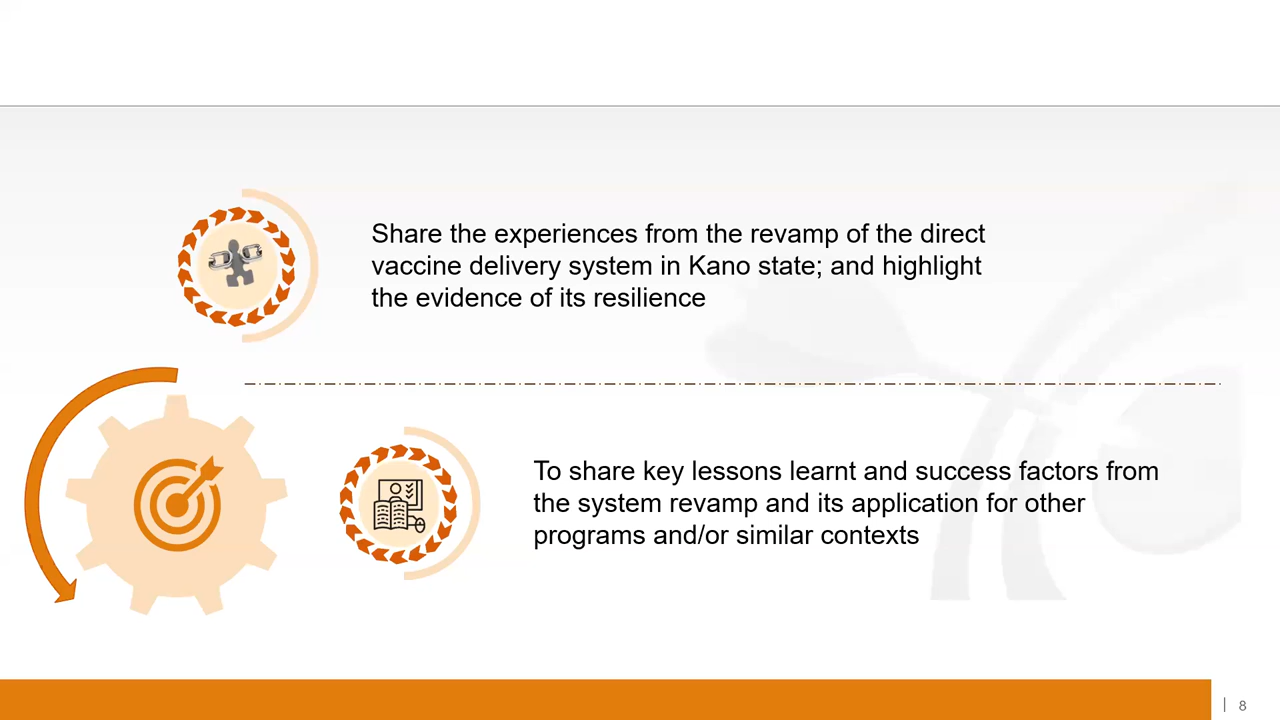 Share the experiences from the revamp of the direct
vaccine delivery system in Kano state; and highlight
the evidence of its resilience
To share key lessons learnt and success factors from
the system revamp and its application for other
programs and/or similar contexts
| 8